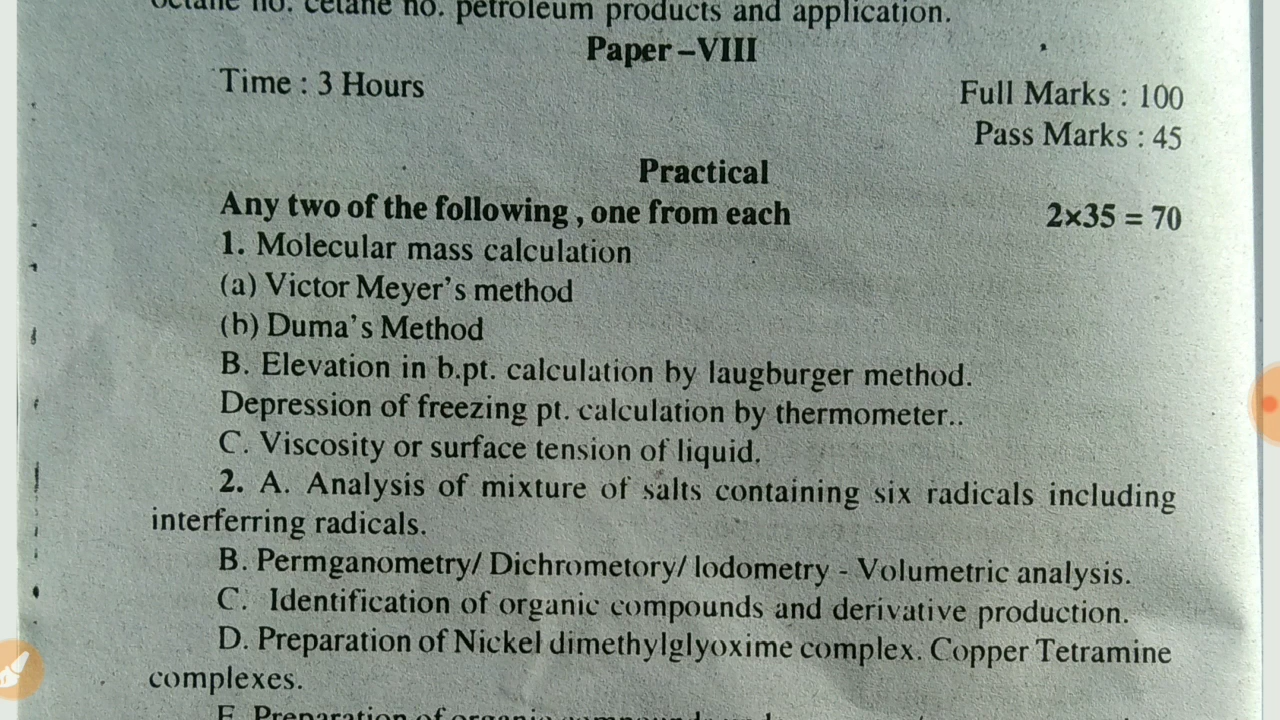 octane no. cetane no. petroleum products and application.
Paper – VIII
Time : 3 Hours
Full Marks : 100
Pass Marks : 45
Practical
Any two of the following , one from each 2×35 = 70
1. Molecular mass calculation
(a) Victor Meyer's method
(b) Duma's Method
B. Elevation in b.pt. calculation by laugburger method.
Depression of freezing pt. calculation by thermometer..
C. Viscosity or surface tension of liquid.
2. A. Analysis of mixture of salts containing six radicals including
interferring radicals.
B. Permganometry/ Dichrometory/ lodometry - Volumetric analysis.
C. Identification of organic compounds and derivative production.
D. Preparation of Nickel dimethylglyoxime complex. Copper Tetramine
complexes.
Preparation of organic